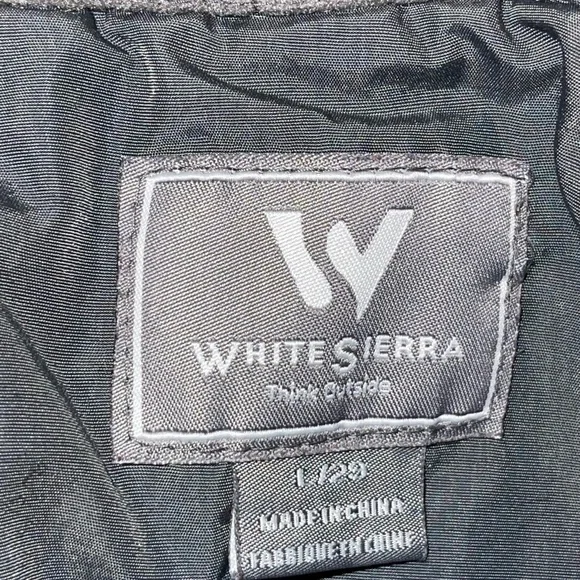 W
WHITE SIERRA
Think Outside
L /29
MADE IN CHINA
FABRIQUE EN CHINE